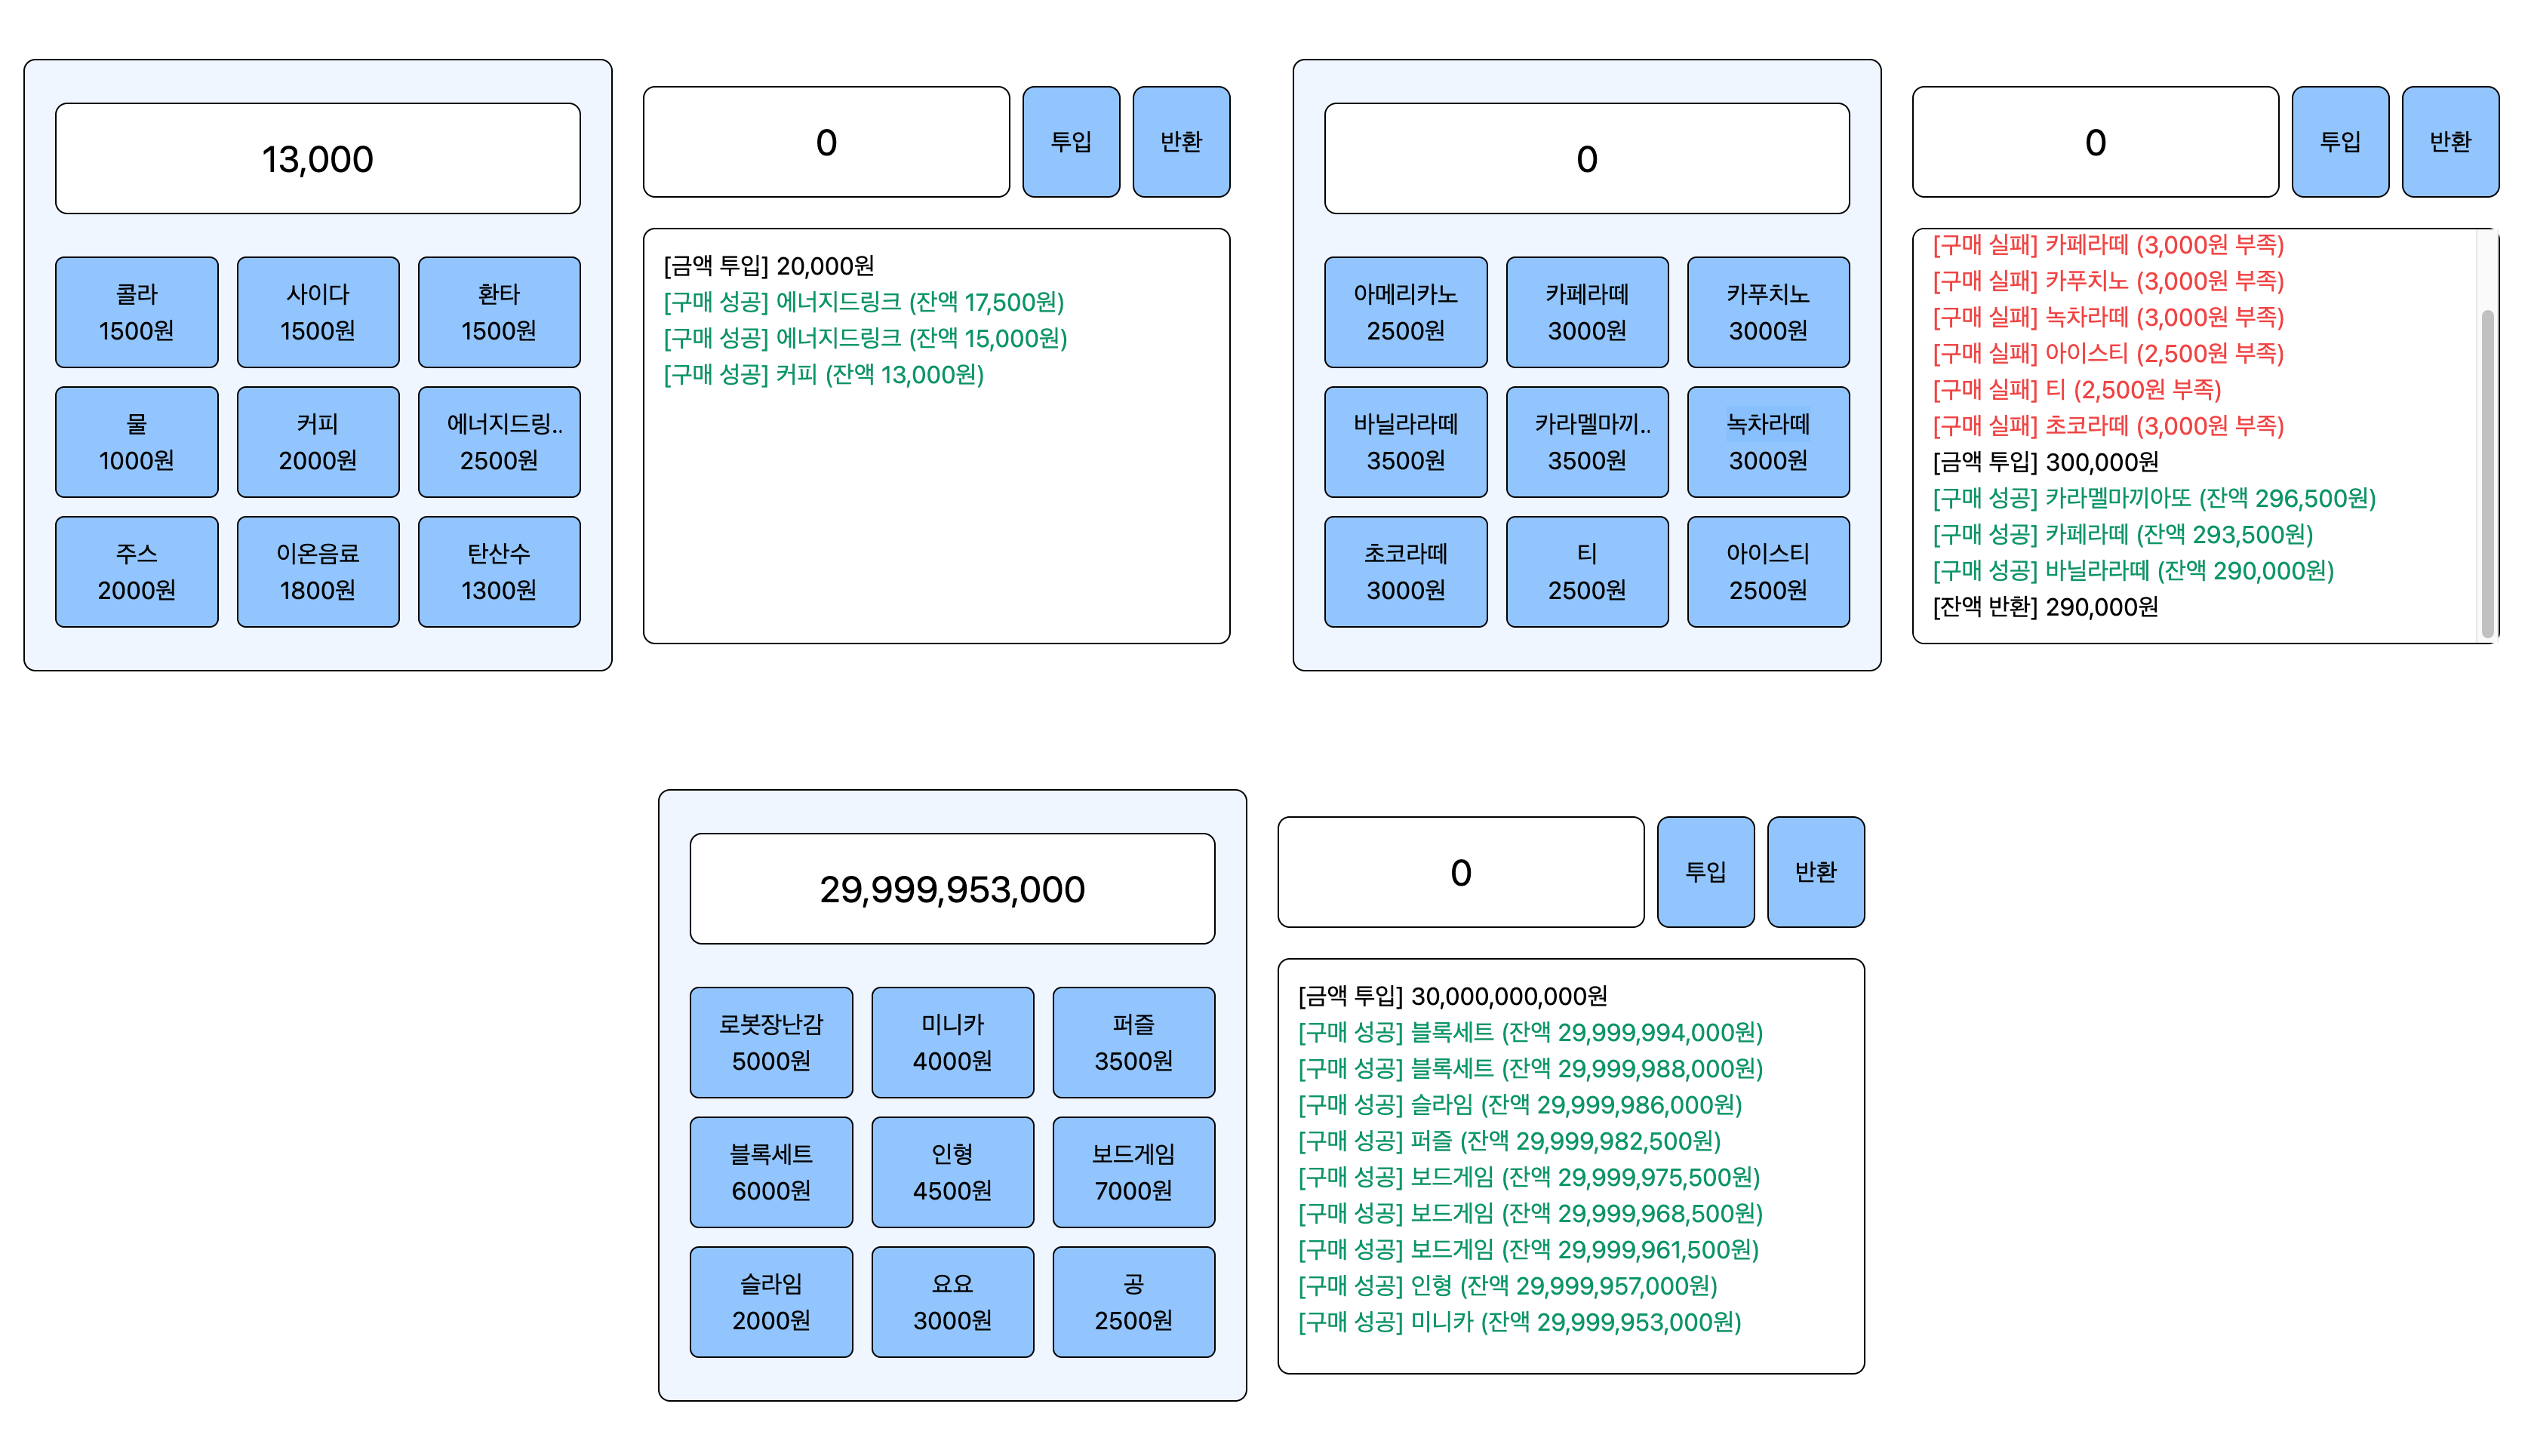 13,000
콜라
1500원
사이다
1500원
환타
1500원
물
1000원
커피
2000원
에너지드링..
2500원
주스
2000원
이온음료
1800원
탄산수
1300원
0
투입
반환
[금액 투입] 20,000원
[구매 성공] 에너지드링크 (잔액 17,500원)
[구매 성공] 에너지드링크 (잔액 15,000원)
[구매 성공] 커피 (잔액 13,000원)
0
아메리카노
2500원
카페라떼
3000원
카푸치노
3000원
바닐라라떼
3500원
카라멜마끼..
3500원
녹차라떼
3000원
초코라떼
3000원
티
2500원
아이스티
2500원
0
투입
반환
[구매 실패] 카페라떼 (3,000원 부족)
[구매 실패] 카푸치노 (3,000원 부족)
[구매 실패] 녹차라떼 (3,000원 부족)
[구매 실패] 아이스티 (2,500원 부족)
[구매 실패] 티 (2,500원 부족)
[구매 실패] 초코라떼 (3,000원 부족)
[금액 투입] 300,000원
[구매 성공] 카라멜마끼아또 (잔액 296,500원)
[구매 성공] 카페라떼 (잔액 293,500원)
[구매 성공] 바닐라라떼 (잔액 290,000원)
[잔액 반환] 290,000원
29,999,953,000
로봇장난감
5000원
미니카
4000원
퍼즐
3500원
블록세트
6000원
인형
4500원
보드게임
7000원
슬라임
2000원
요요
3000원
공
2500원
0
투입
반환
[금액 투입] 30,000,000,000원
[구매 성공] 블록세트 (잔액 29,999,994,000원)
[구매 성공] 블록세트 (잔액 29,999,988,000원)
[구매 성공] 슬라임 (잔액 29,999,986,000원)
[구매 성공] 퍼즐 (잔액 29,999,982,500원)
[구매 성공] 보드게임 (잔액 29,999,975,500원)
[구매 성공] 보드게임 (잔액 29,999,968,500원)
[구매 성공] 보드게임 (잔액 29,999,961,500원)
[구매 성공] 인형 (잔액 29,999,957,000원)
[구매 성공] 미니카 (잔액 29,999,953,000원)